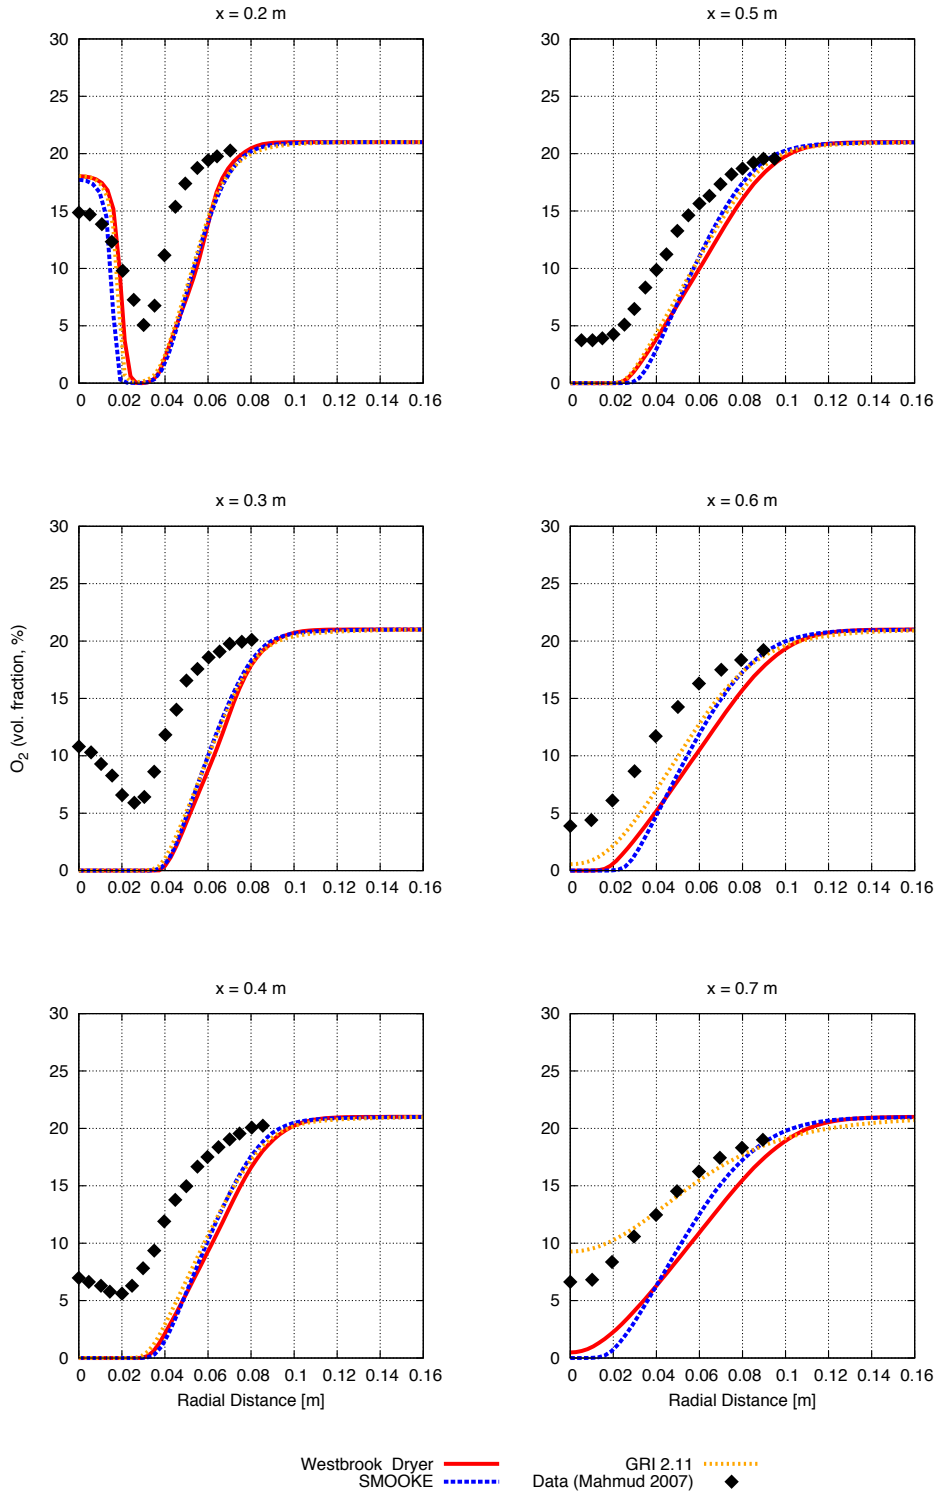 x = 0.2 m
30
25
20
15
10
5
0
0 0.02 0.04 0.06 0.08 0.1 0.12 0.14 0.16
x = 0.5 m
30
25
20
15
10
5
0
0 0.02 0.04 0.06 0.08 0.1 0.12 0.14 0.16
x = 0.3 m
30
25
20
15
10
5
0
0 0.02 0.04 0.06 0.08 0.1 0.12 0.14 0.16
O2 (vol. fraction, %)
x = 0.6 m
30
25
20
15
10
5
0
0 0.02 0.04 0.06 0.08 0.1 0.12 0.14 0.16
x = 0.4 m
30
25
20
15
10
5
0
0 0.02 0.04 0.06 0.08 0.1 0.12 0.14 0.16
Radial Distance [m]
x = 0.7 m
30
25
20
15
10
5
0
0 0.02 0.04 0.06 0.08 0.1 0.12 0.14 0.16
Radial Distance [m]
Westbrook Dryer
SMOOKE
GRI 2.11
Data (Mahmud 2007)